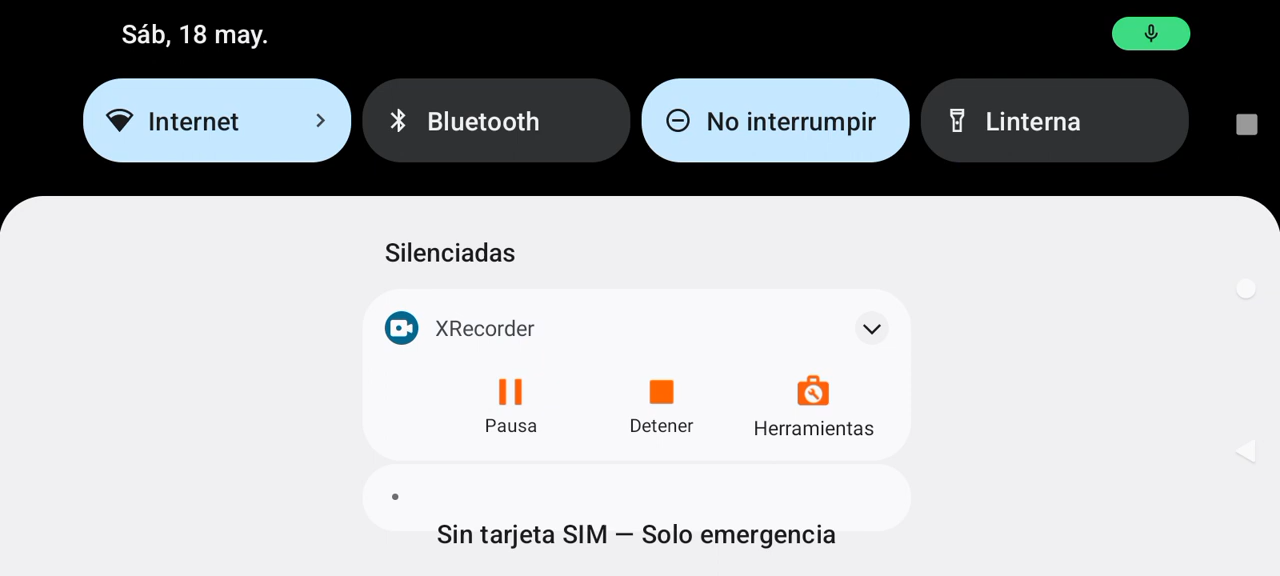 Sáb, 18 may.
Internet
Bluetooth
No interrumpir
Linterna
Silenciadas
XRecorder
Pausa
Detener
Herramientas
Sin tarjeta SIM — Solo emergencia